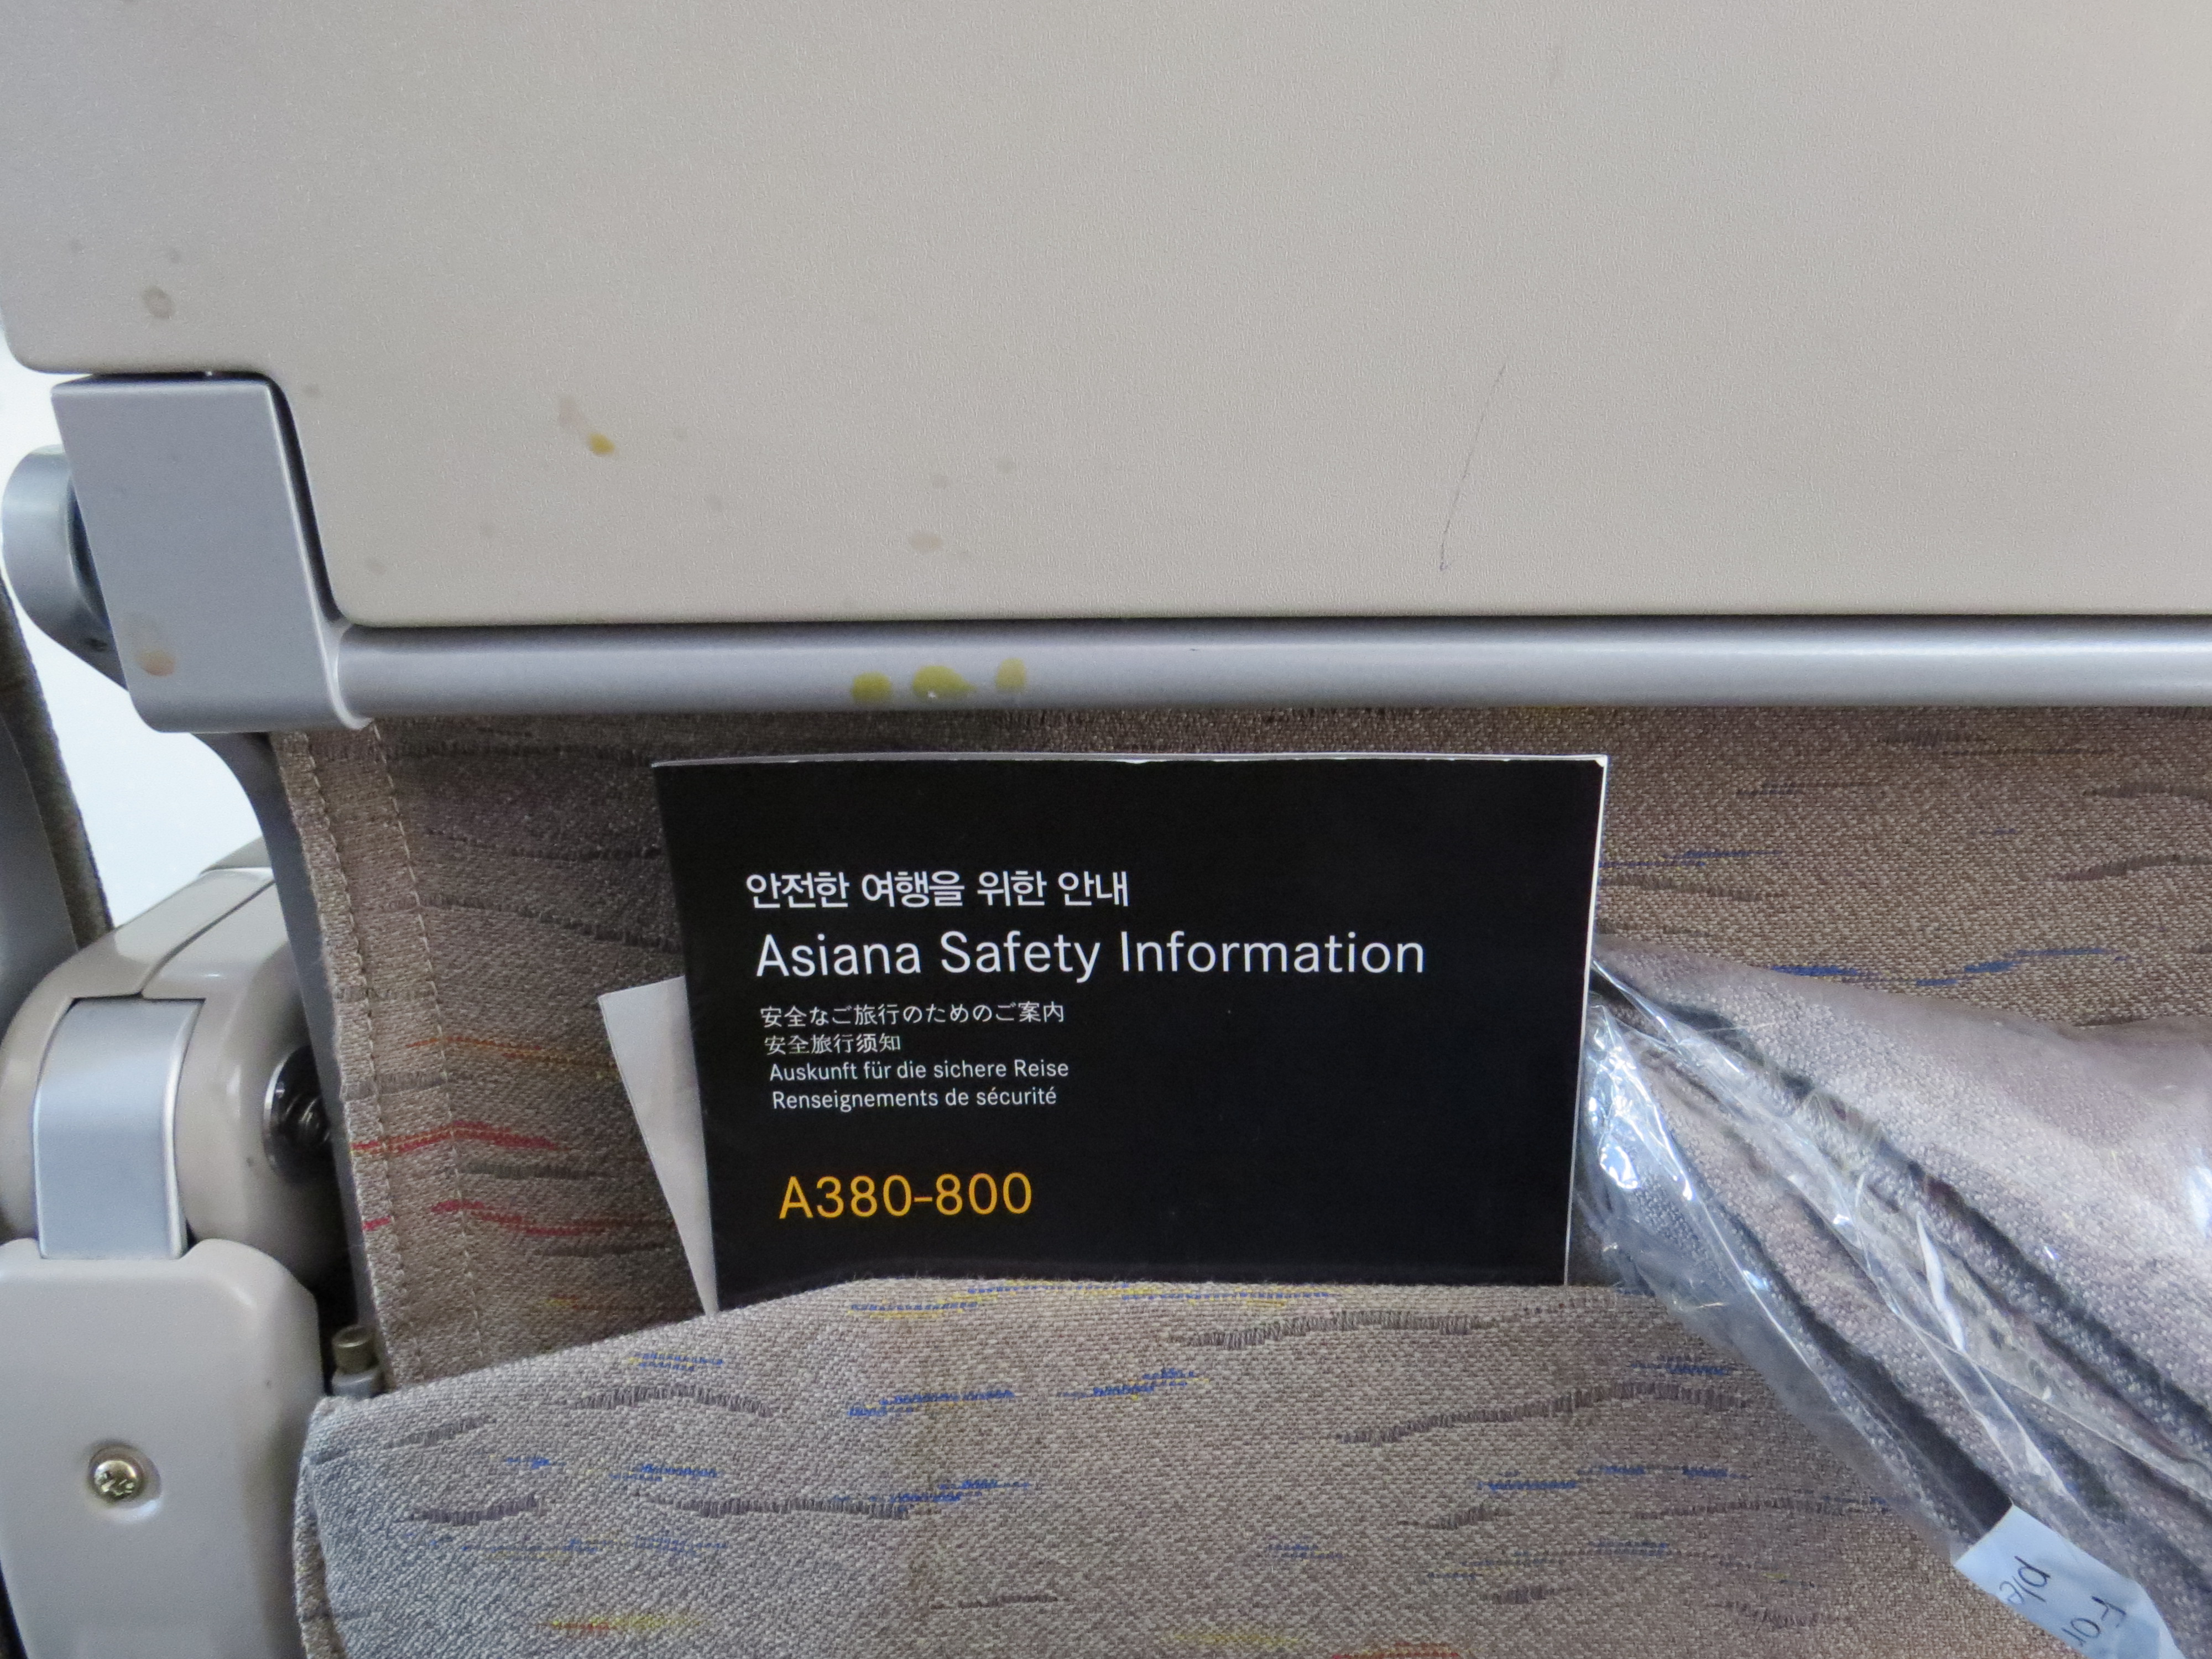 안전한 여행을 위한 안내
Asiana Safety Information
安全なご旅行のためのご案内
安全旅行须知
Auskunft für die sichere Reise
Renseignements de sécurité
A380-800
For